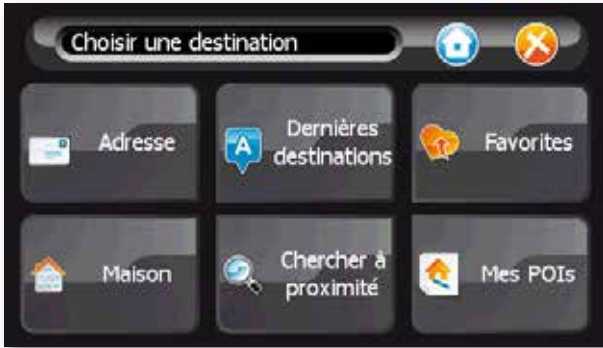 Choisir une destination
Adresse
Dernières
destinations
A
Favorites
Maison
Chercher à
proximité
Mes POIs